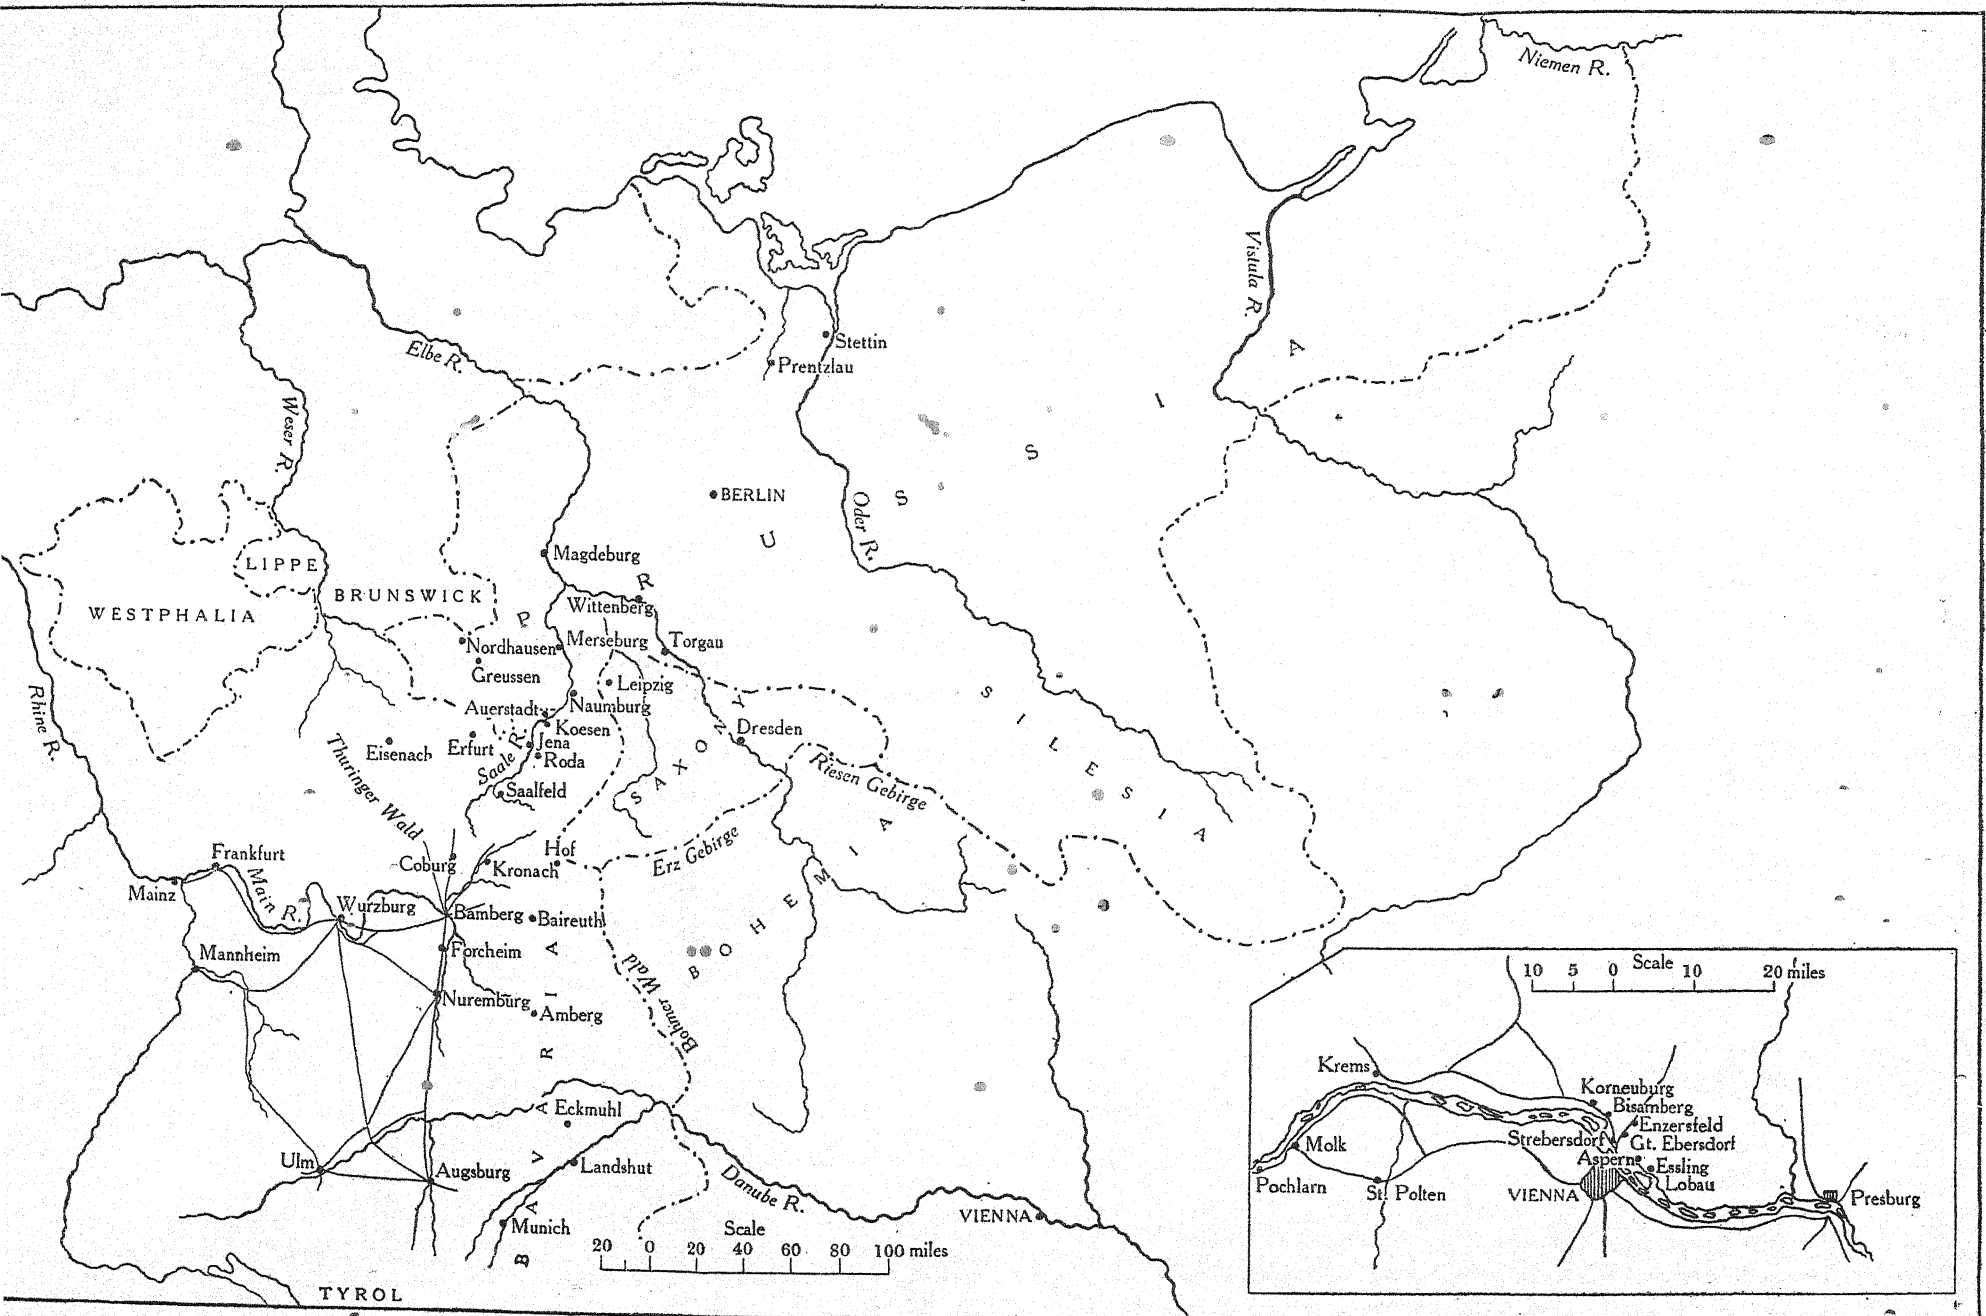 Niemen R.
Vistula R.
Elbe R.
Stettin
Prentzlau
Weser R.
BERLIN
Oder R.
PRUSSIA
Magdeburg
LIPPE
BRUNSWICK
WESTPHALIA
Wittenberg
Nordhausen
Merseburg
Torgau
Greussen
Leipzig
Rhine R.
Auerstadt
Naumburg
Koesen
Dresden
SAXONY
SILESIA
Eisenach
Erfurt
Jena
Roda
Saale R.
Saalfeld
Thuringer Wald
Riesen Gebirge
Erz Gebirge
Frankfurt
Coburg
Hof
Kronach
Mainz
Main R.
Wurzburg
Bamberg
Baireuth
BOHEMIA
Mannheim
Forcheim
Bohmer Wald
Nuremburg
Amberg
BAVARIA
Eckmuhl
Ulm
Augsburg
Landshut
Danube R.
Munich
VIENNA
Scale
20 0 20 40 60 80 100 miles
TYROL
Scale
10 5 0 10 20 miles
Krems
Korneuburg
Bisamberg
Enzersfeld
Strebersdorf
Gt. Ebersdorf
Molk
Aspern
Essling
Lobau
Pochlarn
St. Polten
VIENNA
Presburg